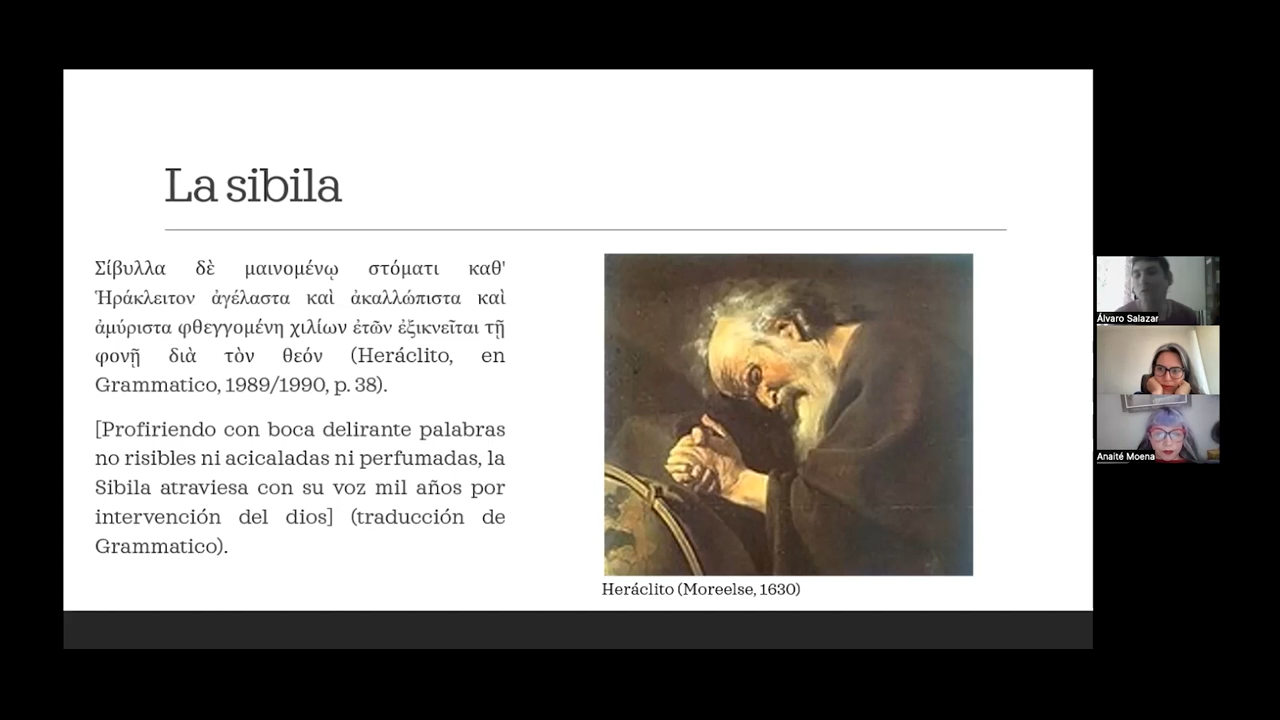 La sibila
Σίβυλλα δὲ μαινομένῳ στόματι καθ'
Ἡράκλειτον ἀγέλαστα καὶ ἀκαλλώπιστα καὶ
ἀμύριστα φθεγγομένη χιλίων ἐτῶν ἐξικνεῖται τῇ
φονῇ διὰ τὸν θεόν (Heráclito, en
Grammatico, 1989/1990, p. 38).
[Profiriendo con boca delirante palabras
no risibles ni acicaladas ni perfumadas, la
Sibila atraviesa con su voz mil años por
intervención del dios] (traducción de
Grammatico).
Heráclito (Moreelse, 1630)
Álvaro Salazar
Anaité Moena